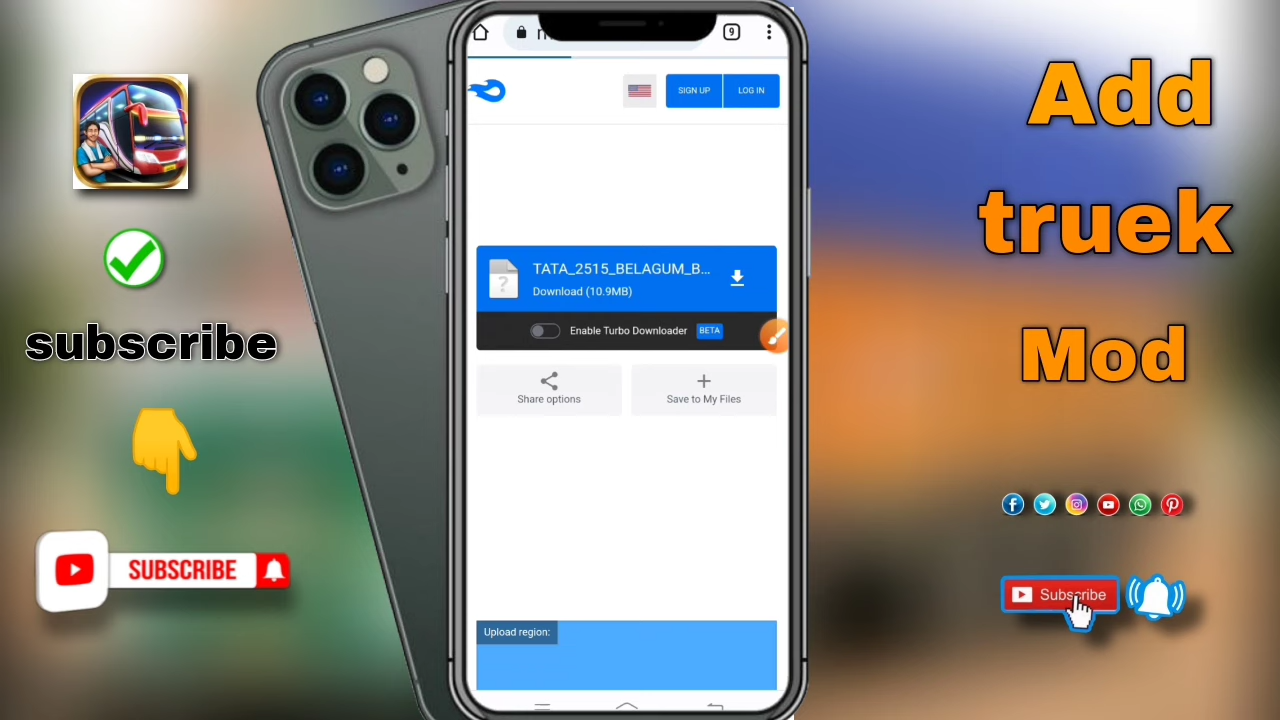 9
SIGN UP
LOG IN
TATA_2515_BELAGUM_B...
Download (10.9MB)
Enable Turbo Downloader
BETA
Share options
Save to My Files
Upload region:
subscribe
SUBSCRIBE
Add
truek
Mod
Subscribe